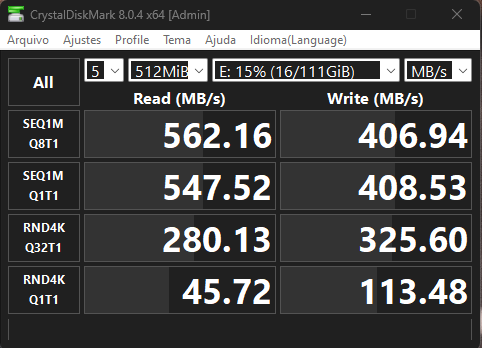 CrystalDiskMark 8.0.4 x64 [Admin]
Arquivo Ajustes Profile Tema Ajuda Idioma(Language)
All 5 512MiB E: 15% (16/111GiB) MB/s
Read (MB/s) Write (MB/s)
SEQ1M
Q8T1 562.16 406.94
SEQ1M
Q1T1 547.52 408.53
RND4K
Q32T1 280.13 325.60
RND4K
Q1T1 45.72 113.48